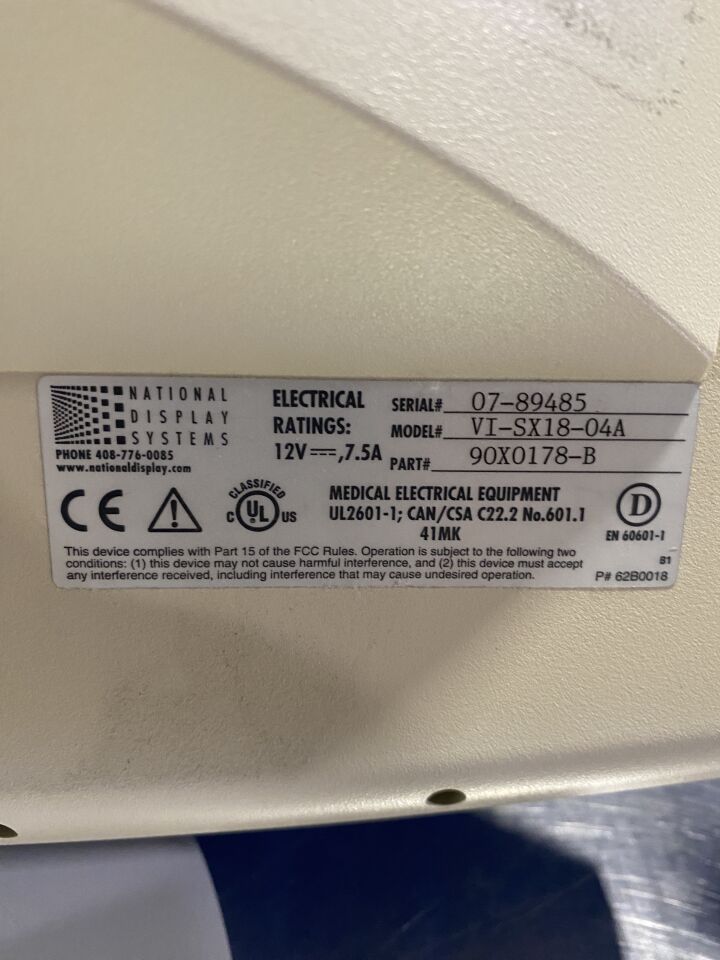 NATIONAL
DISPLAY
SYSTEMS
PHONE 408-776-0085
www.nationaldisplay.com
ELECTRICAL
RATINGS:
12V⎓,7.5A
SERIAL# 07-89485
MODEL# VI-SX18-04A
PART# 90X0178-B
CE
CLASSIFIED
C UL US
MEDICAL ELECTRICAL EQUIPMENT
UL2601-1; CAN/CSA C22.2 No.601.1
41MK
D
EN 60601-1
This device complies with Part 15 of the FCC Rules. Operation is subject to the following two
conditions: (1) this device may not cause harmful interference, and (2) this device must accept
any interference received, including interference that may cause undesired operation.
B1
P# 62B0018